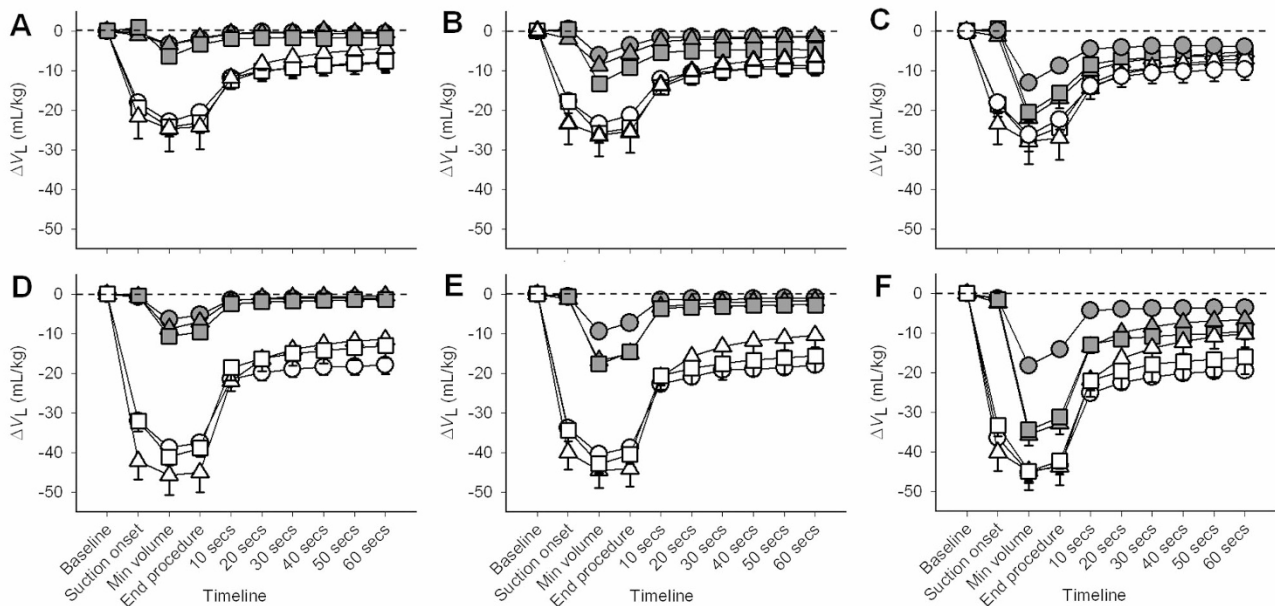 A
B
C
0
-10
-20
-30
-40
-50
ΔVL (mL/kg)
0
-10
-20
-30
-40
-50
ΔVL (mL/kg)
0
-10
-20
-30
-40
-50
ΔVL (mL/kg)
D
E
F
0
-10
-20
-30
-40
-50
ΔVL (mL/kg)
0
-10
-20
-30
-40
-50
ΔVL (mL/kg)
0
-10
-20
-30
-40
-50
ΔVL (mL/kg)
Baseline
Suction onset
Min volume
End procedure
10 secs
20 secs
30 secs
40 secs
50 secs
60 secs
Timeline
Baseline
Suction onset
Min volume
End procedure
10 secs
20 secs
30 secs
40 secs
50 secs
60 secs
Timeline
Baseline
Suction onset
Min volume
End procedure
10 secs
20 secs
30 secs
40 secs
50 secs
60 secs
Timeline